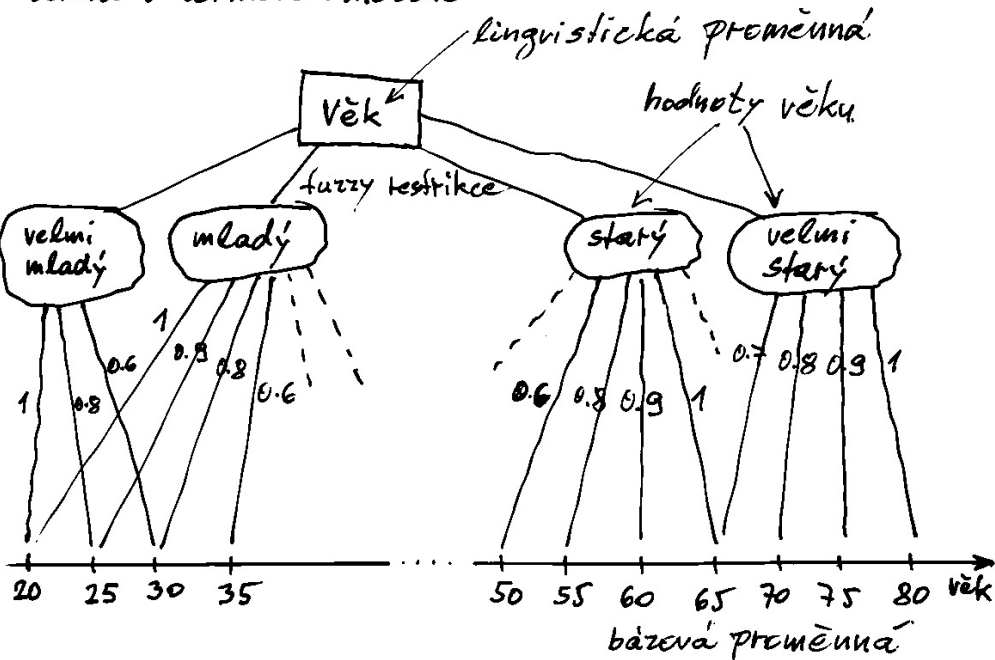 lingvistická proměnná
Věk
hodnoty věku
fuzzy restrikce
velmi
mladý
mladý
starý
velmi
starý
1 0.8 0.6
1 0.9 0.8 0.6
0.6 0.8 0.9 1
0.7 0.8 0.9 1
20 25 30 35 .... 50 55 60 65 70 75 80 věk
bázová proměnná